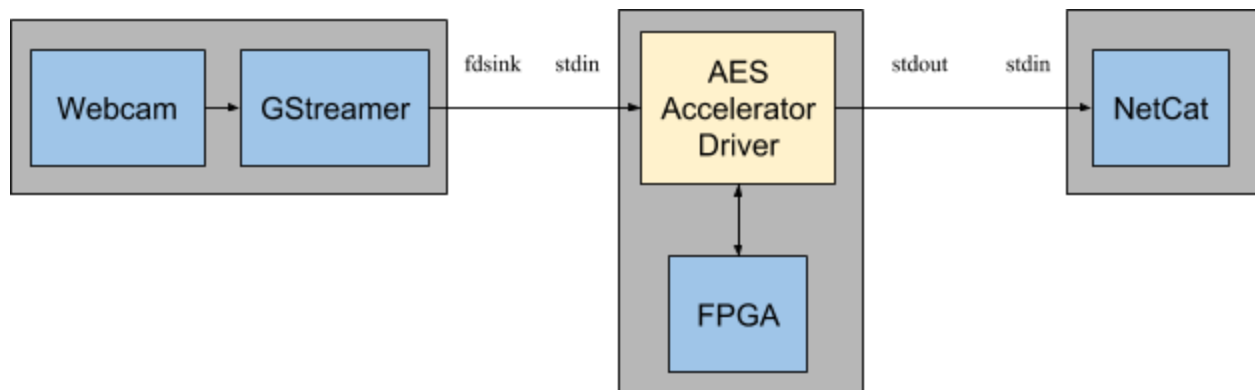 Webcam
GStreamer
fdsink
stdin
AES
Accelerator
Driver
stdout
stdin
NetCat
FPGA